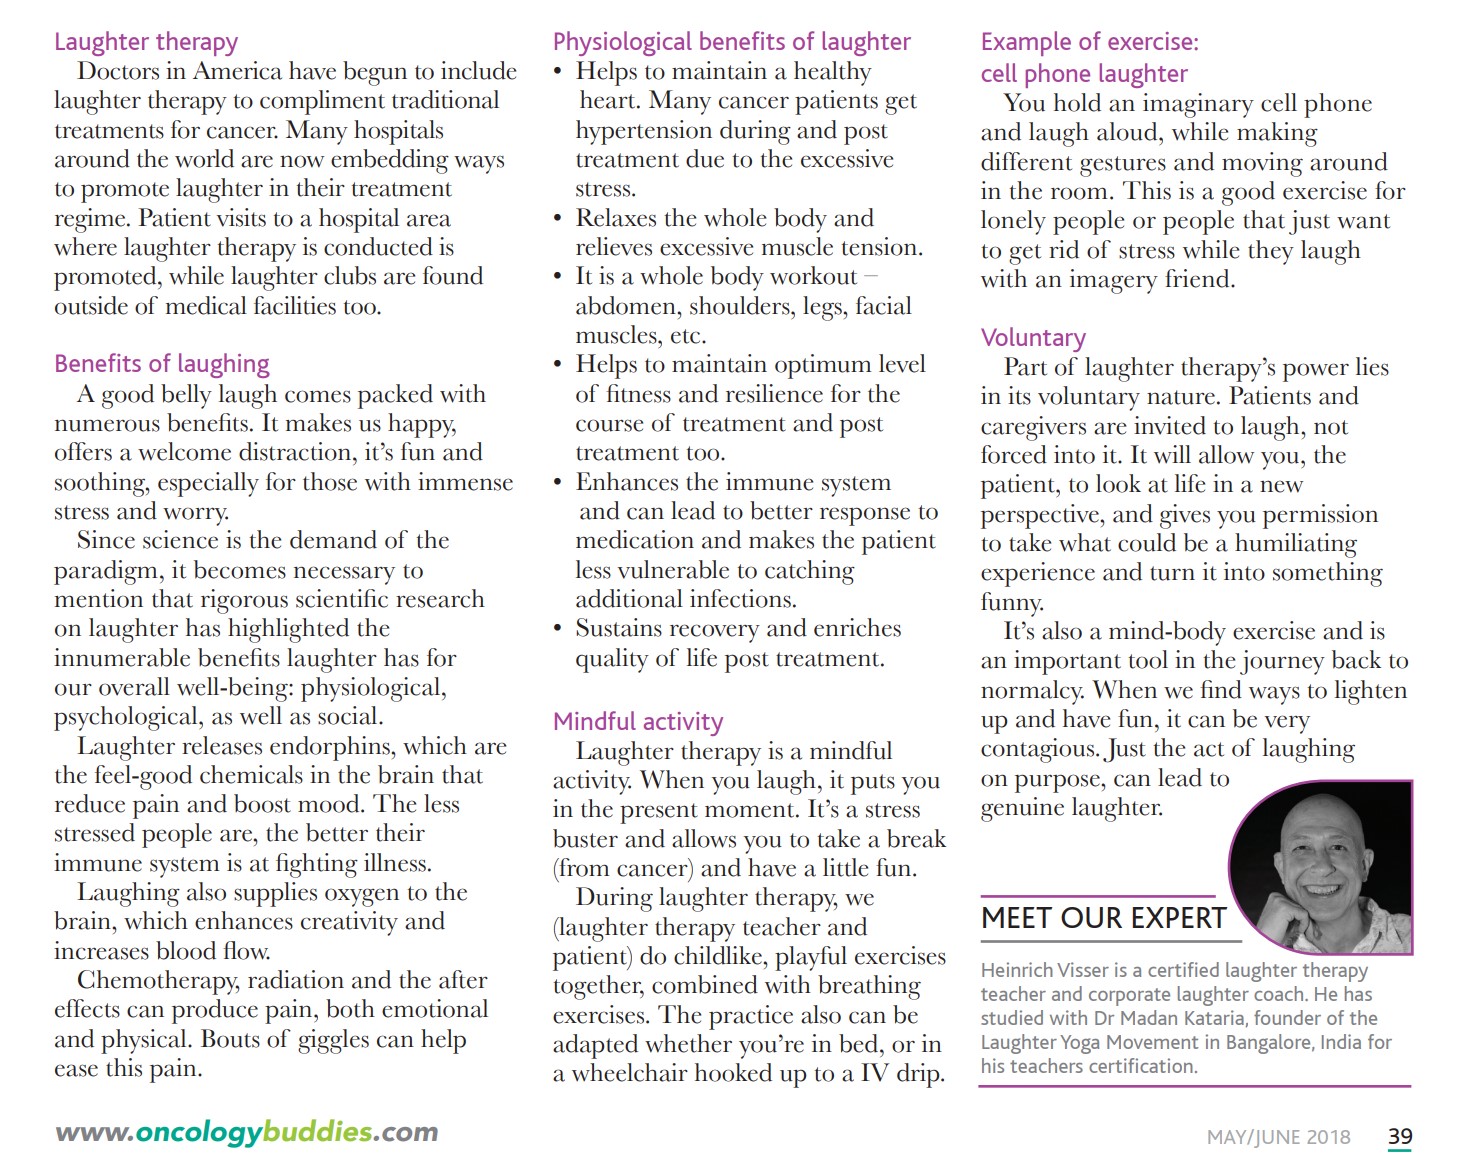 Laughter therapy
Doctors in America have begun to include
laughter therapy to compliment traditional
treatments for cancer. Many hospitals
around the world are now embedding ways
to promote laughter in their treatment
regime. Patient visits to a hospital area
where laughter therapy is conducted is
promoted, while laughter clubs are found
outside of medical facilities too.
Benefits of laughing
A good belly laugh comes packed with
numerous benefits. It makes us happy,
offers a welcome distraction, it’s fun and
soothing, especially for those with immense
stress and worry.
Since science is the demand of the
paradigm, it becomes necessary to
mention that rigorous scientific research
on laughter has highlighted the
innumerable benefits laughter has for
our overall well-being: physiological,
psychological, as well as social.
Laughter releases endorphins, which are
the feel-good chemicals in the brain that
reduce pain and boost mood. The less
stressed people are, the better their
immune system is at fighting illness.
Laughing also supplies oxygen to the
brain, which enhances creativity and
increases blood flow.
Chemotherapy, radiation and the after
effects can produce pain, both emotional
and physical. Bouts of giggles can help
ease this pain.
Physiological benefits of laughter
• Helps to maintain a healthy
heart. Many cancer patients get
hypertension during and post
treatment due to the excessive
stress.
• Relaxes the whole body and
relieves excessive muscle tension.
• It is a whole body workout –
abdomen, shoulders, legs, facial
muscles, etc.
• Helps to maintain optimum level
of fitness and resilience for the
course of treatment and post
treatment too.
• Enhances the immune system
and can lead to better response to
medication and makes the patient
less vulnerable to catching
additional infections.
• Sustains recovery and enriches
quality of life post treatment.
Mindful activity
Laughter therapy is a mindful
activity. When you laugh, it puts you
in the present moment. It’s a stress
buster and allows you to take a break
(from cancer) and have a little fun.
During laughter therapy, we
(laughter therapy teacher and
patient) do childlike, playful exercises
together, combined with breathing
exercises. The practice also can be
adapted whether you’re in bed, or in
a wheelchair hooked up to a IV drip.
Example of exercise:
cell phone laughter
You hold an imaginary cell phone
and laugh aloud, while making
different gestures and moving around
in the room. This is a good exercise for
lonely people or people that just want
to get rid of stress while they laugh
with an imagery friend.
Voluntary
Part of laughter therapy’s power lies
in its voluntary nature. Patients and
caregivers are invited to laugh, not
forced into it. It will allow you, the
patient, to look at life in a new
perspective, and gives you permission
to take what could be a humiliating
experience and turn it into something
funny.
It’s also a mind-body exercise and is
an important tool in the journey back to
normalcy. When we find ways to lighten
up and have fun, it can be very
contagious. Just the act of laughing
on purpose, can lead to
genuine laughter.
MEET OUR EXPERT
Heinrich Visser is a certified laughter therapy
teacher and corporate laughter coach. He has
studied with Dr Madan Kataria, founder of the
Laughter Yoga Movement in Bangalore, India for
his teachers certification.
www.oncologybuddies.com
MAY/JUNE 2018 39